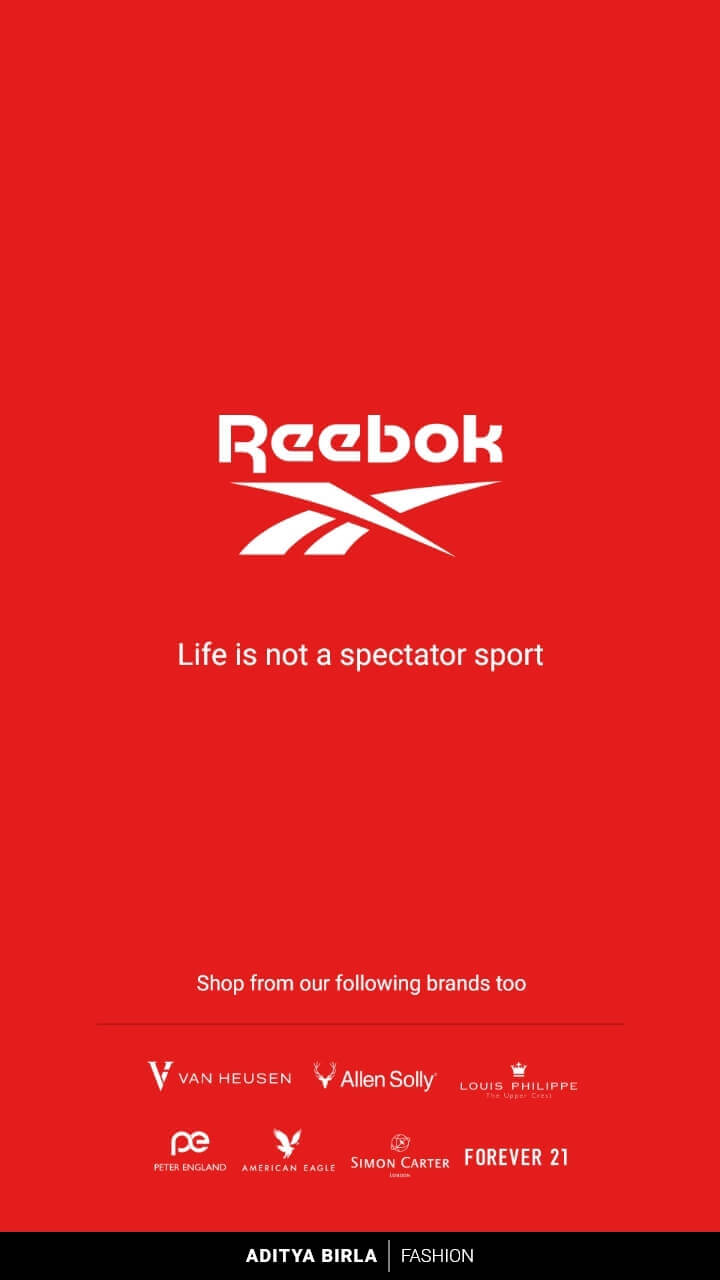 Reebok
Life is not a spectator sport
Shop from our following brands too
VAN HEUSEN
Allen Solly
LOUIS PHILIPPE
The Upper Crest
pe
PETER ENGLAND
AMERICAN EAGLE
SIMON CARTER
LONDON
FOREVER 21
ADITYA BIRLA | FASHION